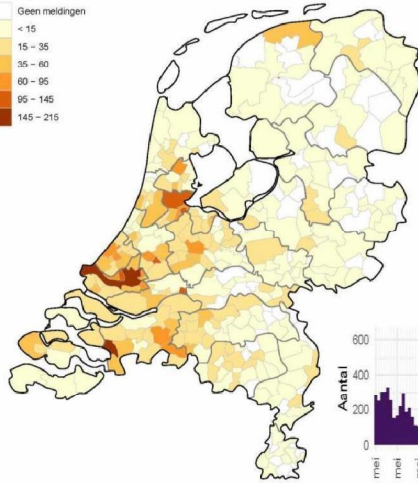 Geen meldingen
< 15
15 – 35
35 – 60
60 – 95
95 – 145
145 – 215
600
400
200
0
Aantal
mei
mei
mei